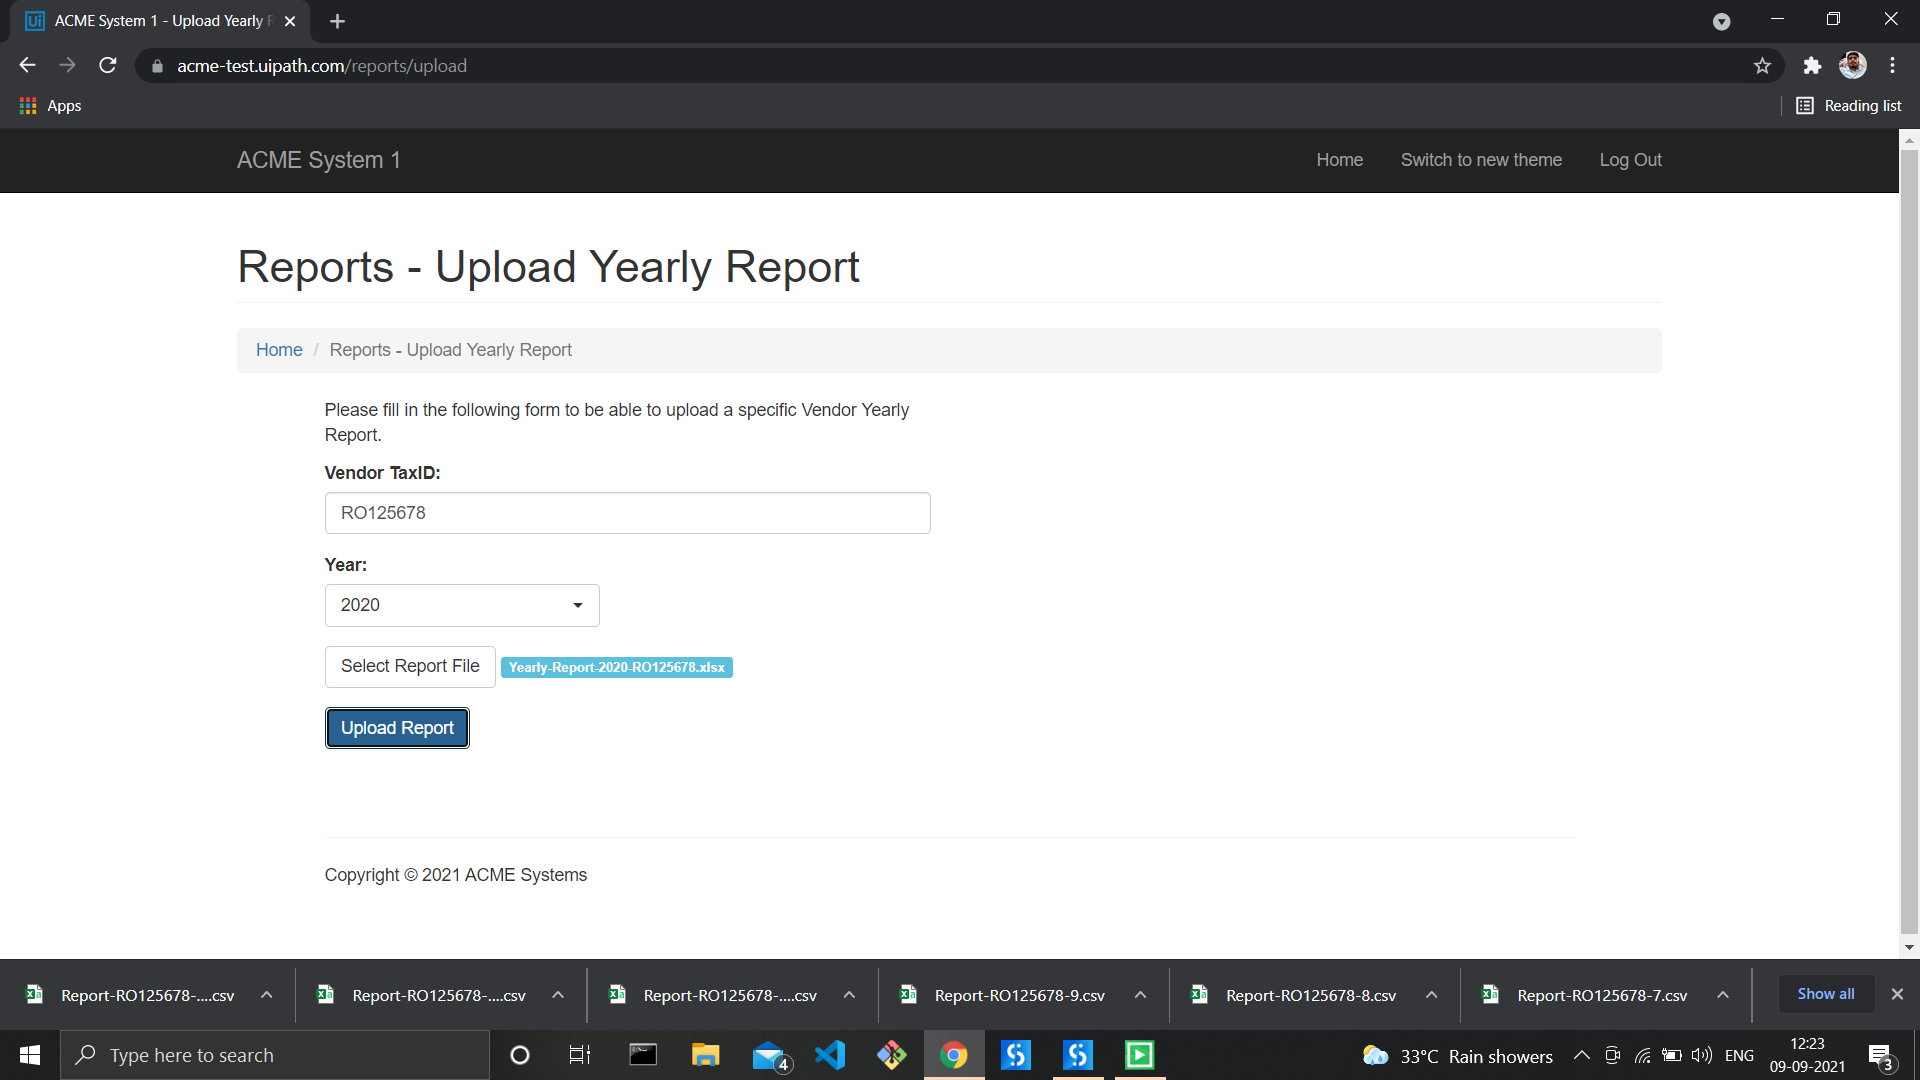 ACME System 1 - Upload Yearly R
acme-test.uipath.com/reports/upload
Apps
Reading list
ACME System 1
Home
Switch to new theme
Log Out
Reports - Upload Yearly Report
Home / Reports - Upload Yearly Report
Please fill in the following form to be able to upload a specific Vendor Yearly
Report.
Vendor TaxID:
RO125678
Year:
2020
Select Report File
Yearly-Report-2020-RO125678.xlsx
Upload Report
Copyright © 2021 ACME Systems
Report-RO125678-....csv
Report-RO125678-....csv
Report-RO125678-....csv
Report-RO125678-9.csv
Report-RO125678-8.csv
Report-RO125678-7.csv
Show all
Type here to search
4
33°C Rain showers
ENG
12:23
09-09-2021
3